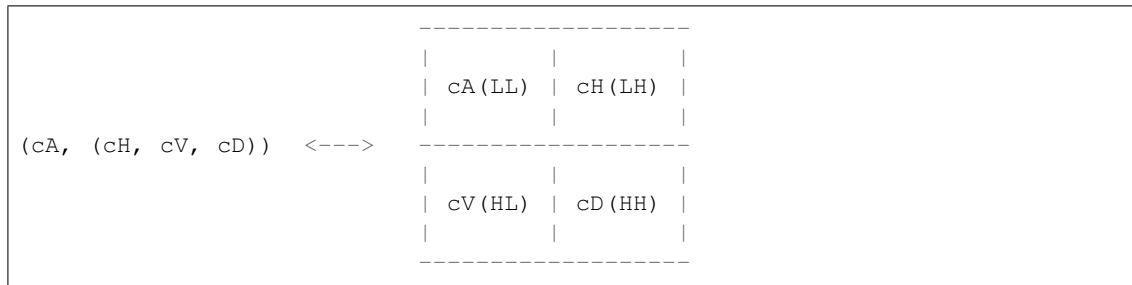 -------------------
|         |         |
| cA(LL) | cH(LH) |
|         |         |
(cA, (cH, cV, cD)) <---> -------------------
|         |         |
| cV(HL) | cD(HH) |
|         |         |
-------------------